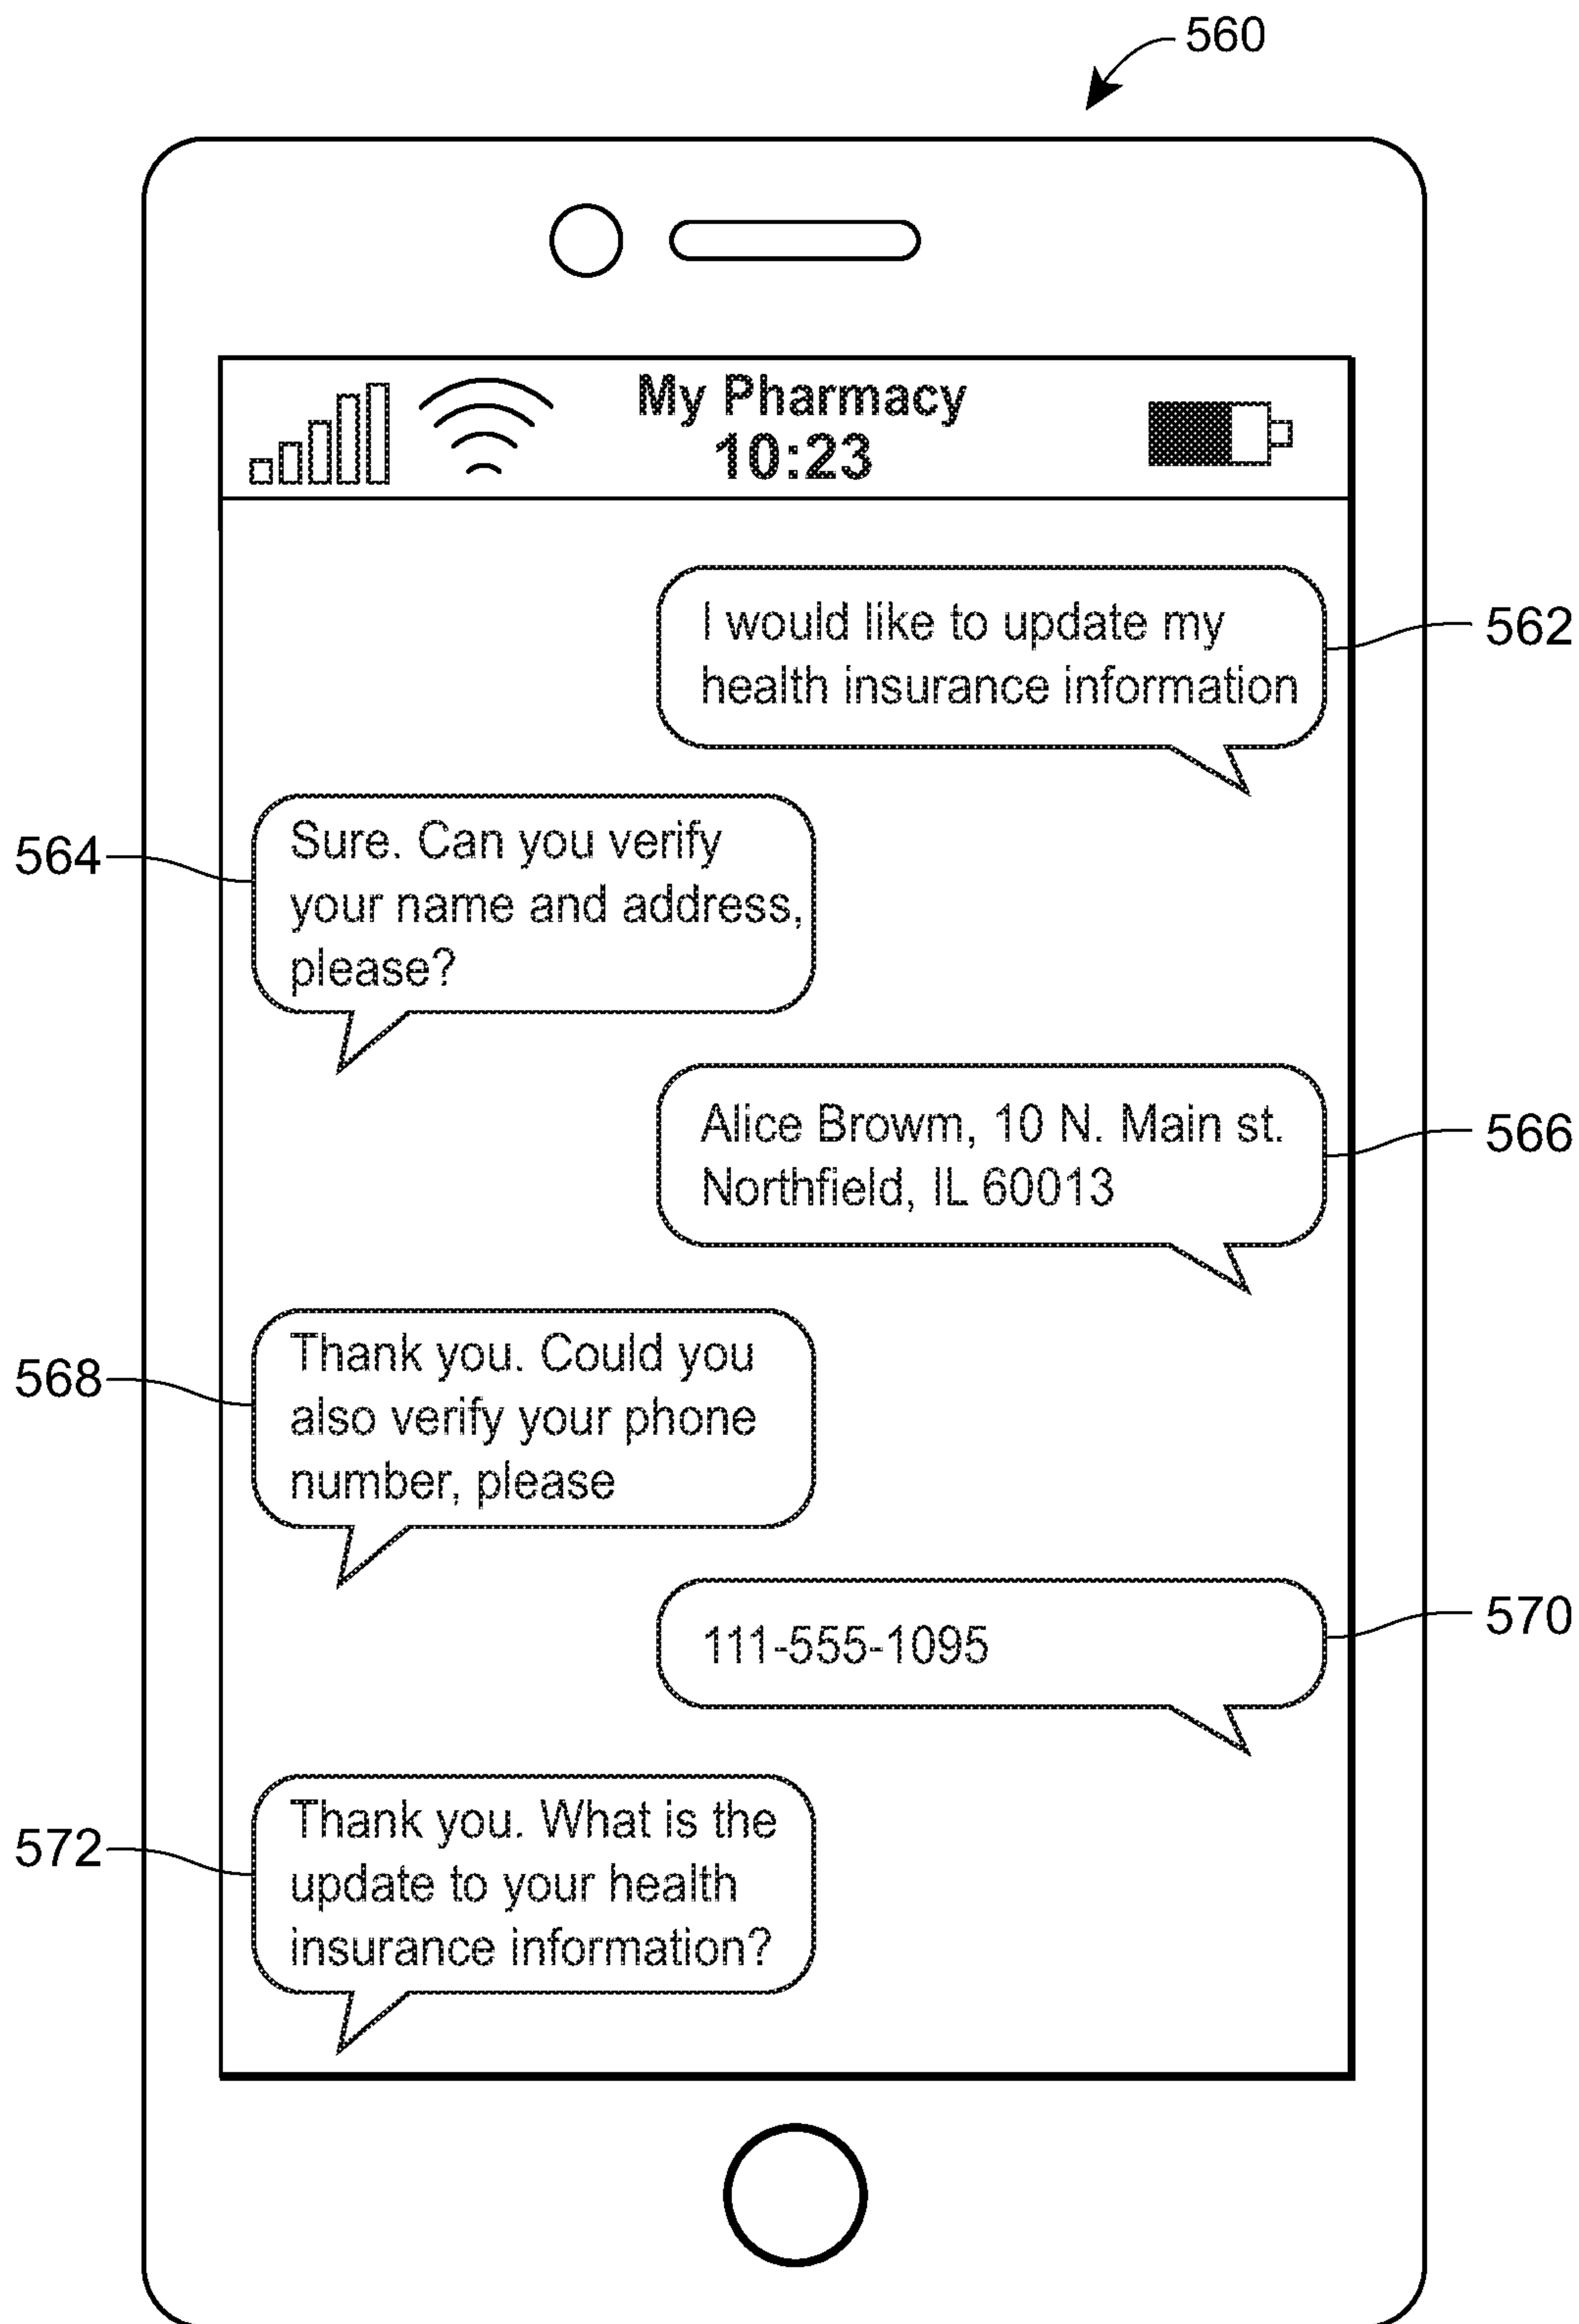 560
My Pharmacy
10:23
I would like to update my
health insurance information
562
564
Sure. Can you verify
your name and address,
please?
Alice Browm, 10 N. Main st.
Northfield, IL 60013
566
568
Thank you. Could you
also verify your phone
number, please
111-555-1095
570
572
Thank you. What is the
update to your health
insurance information?